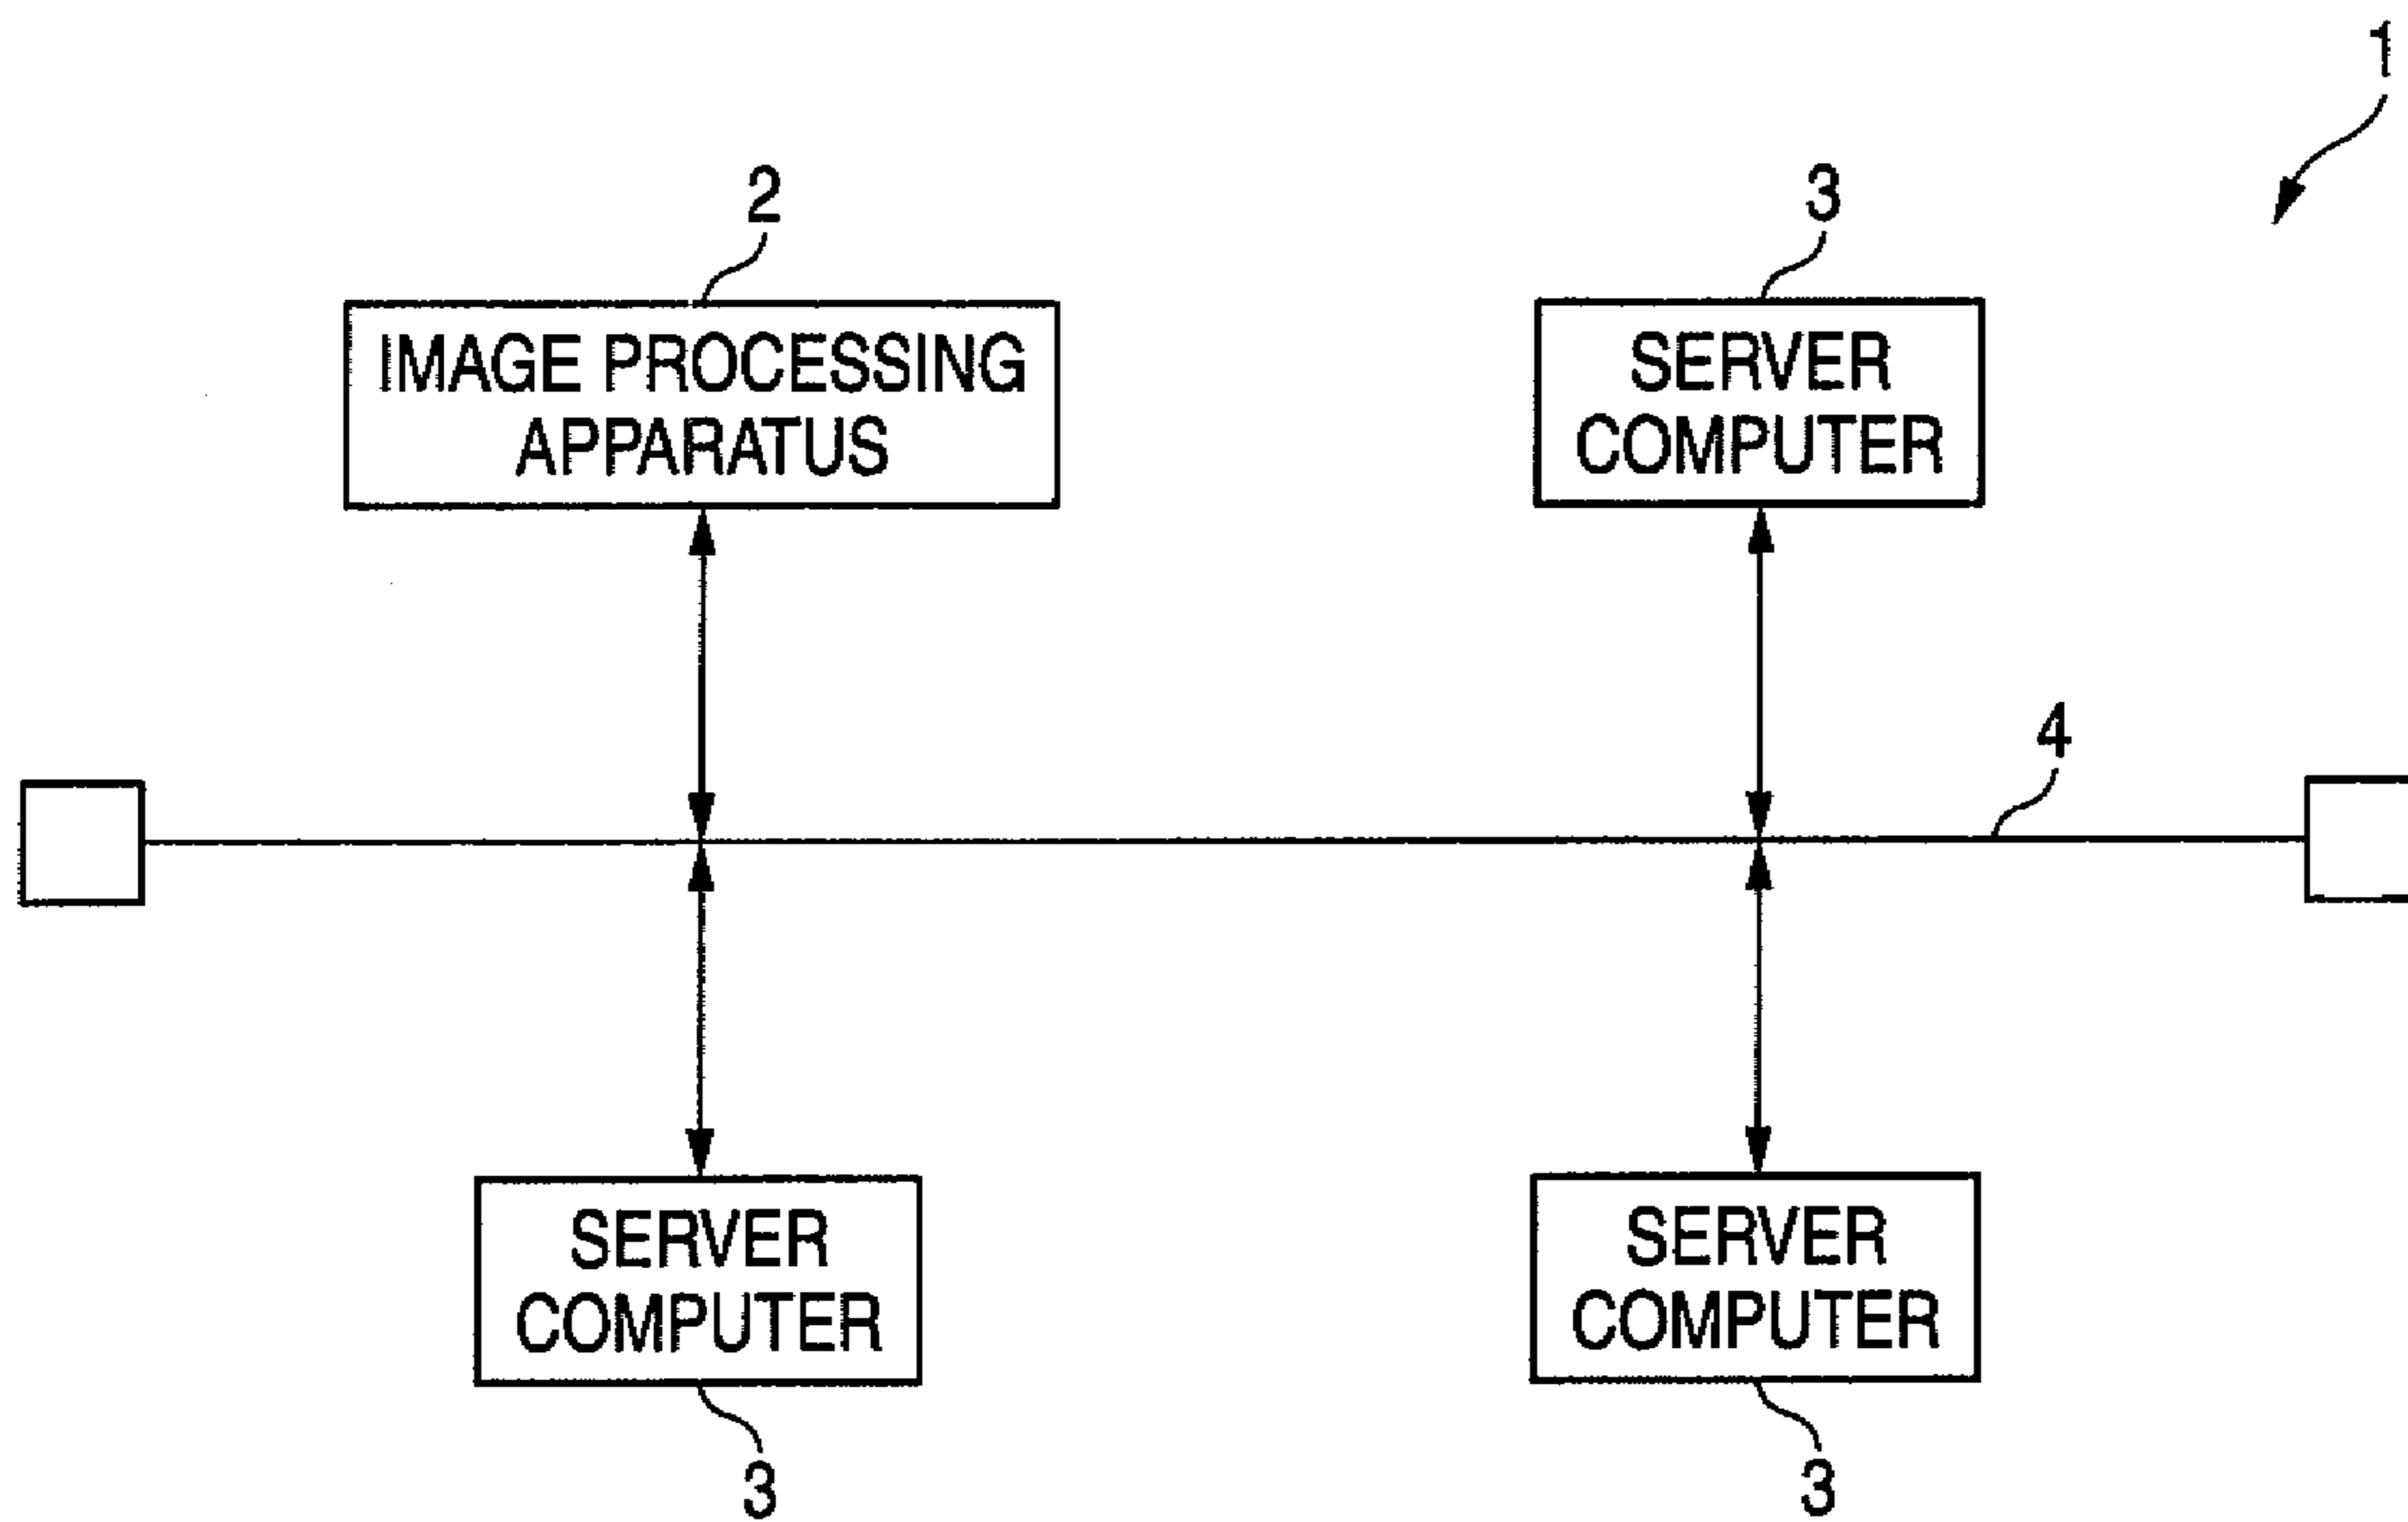 1
2
3
IMAGE PROCESSING
APPARATUS
SERVER
COMPUTER
4
SERVER
COMPUTER
SERVER
COMPUTER
3
3